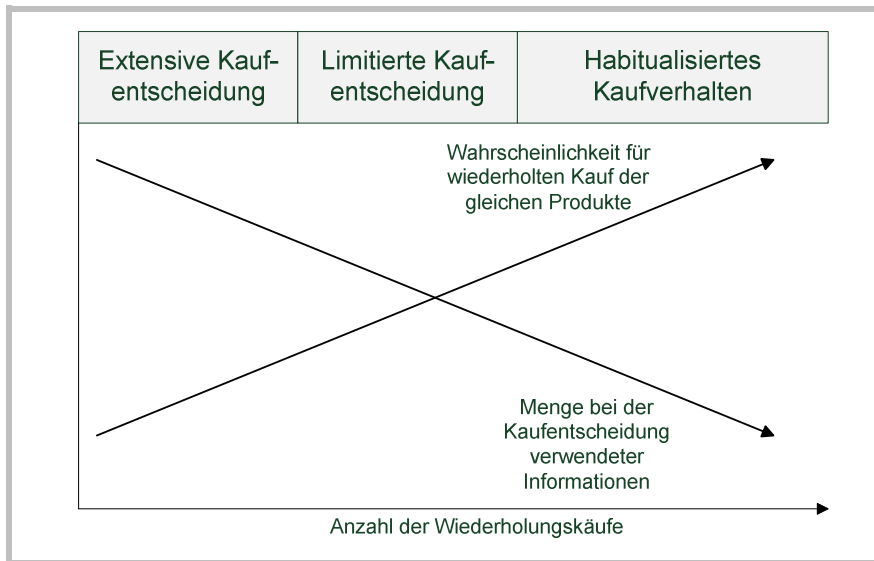 Extensive Kauf-
entscheidung
Limitierte Kauf-
entscheidung
Habitualisiertes
Kaufverhalten
Wahrscheinlichkeit für
wiederholten Kauf der
gleichen Produkte
Menge bei der
Kaufentscheidung
verwendeter
Informationen
Anzahl der Wiederholungskäufe